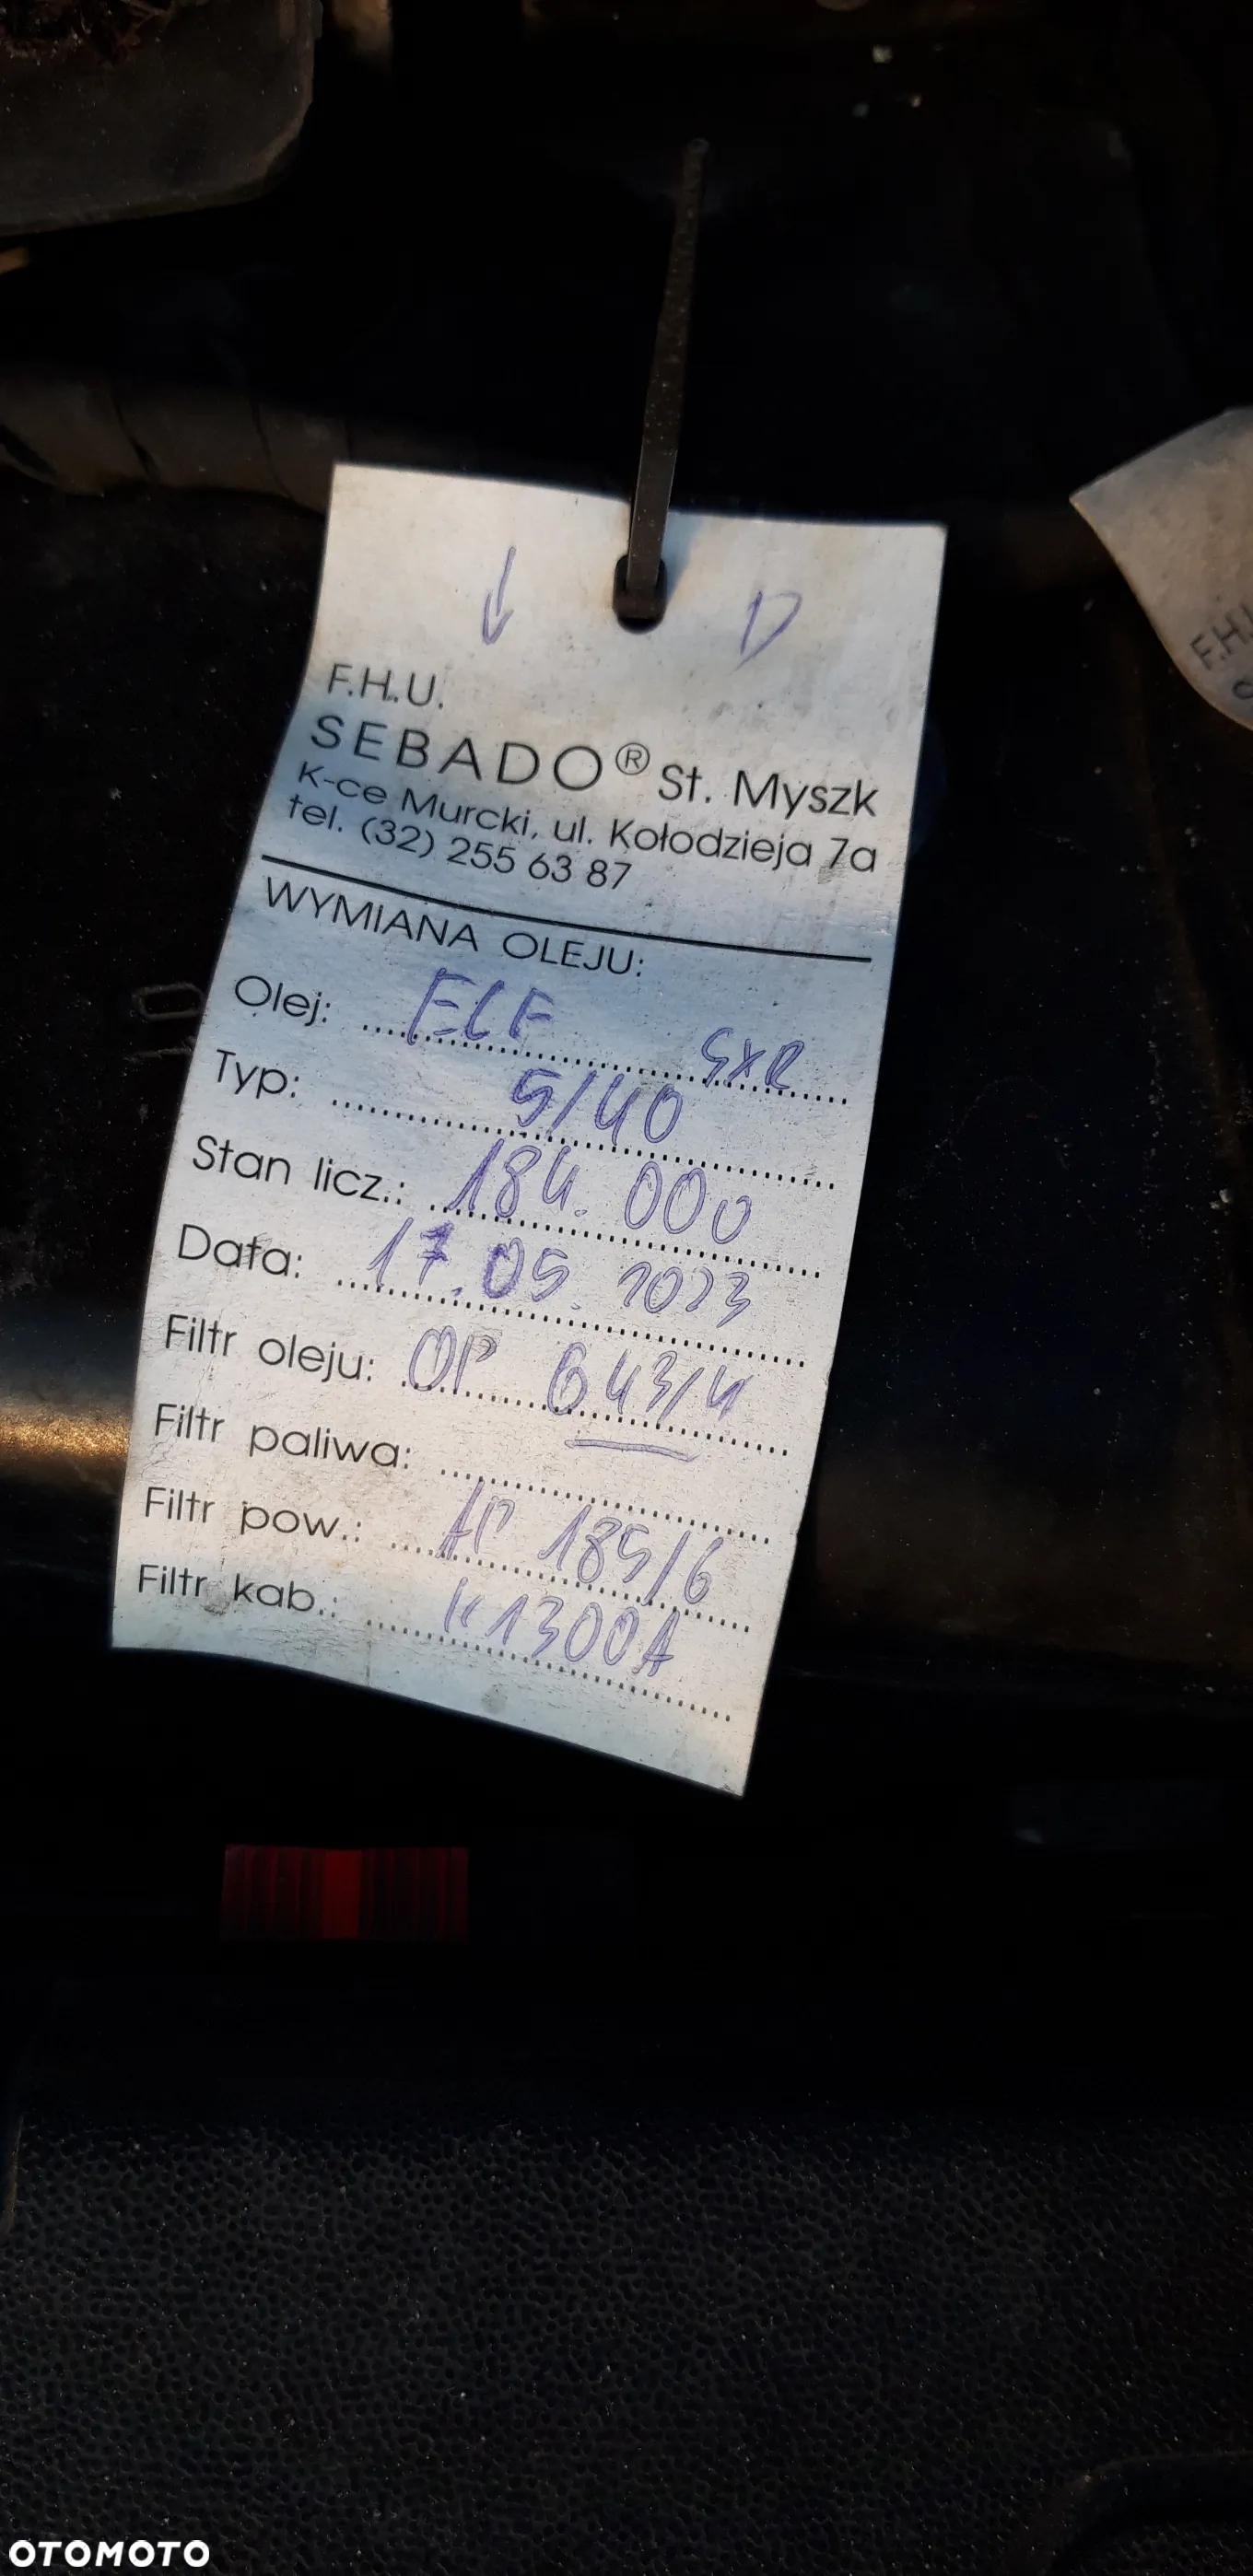 D
F.H.U.
SEBADO® St. Myszk
K-ce Murcki, ul. Kołodzieja 7a
tel. (32) 255 63 87
WYMIANA OLEJU:
Olej: ELF SXR
Typ: 5/40
Stan licz.: 184.000
Data: 17.05.2023
Filtr oleju: OP 643/4
Filtr paliwa:
Filtr pow.: AP 185/6
Filtr kab.: K1300A
F.H.
OTOMOTO